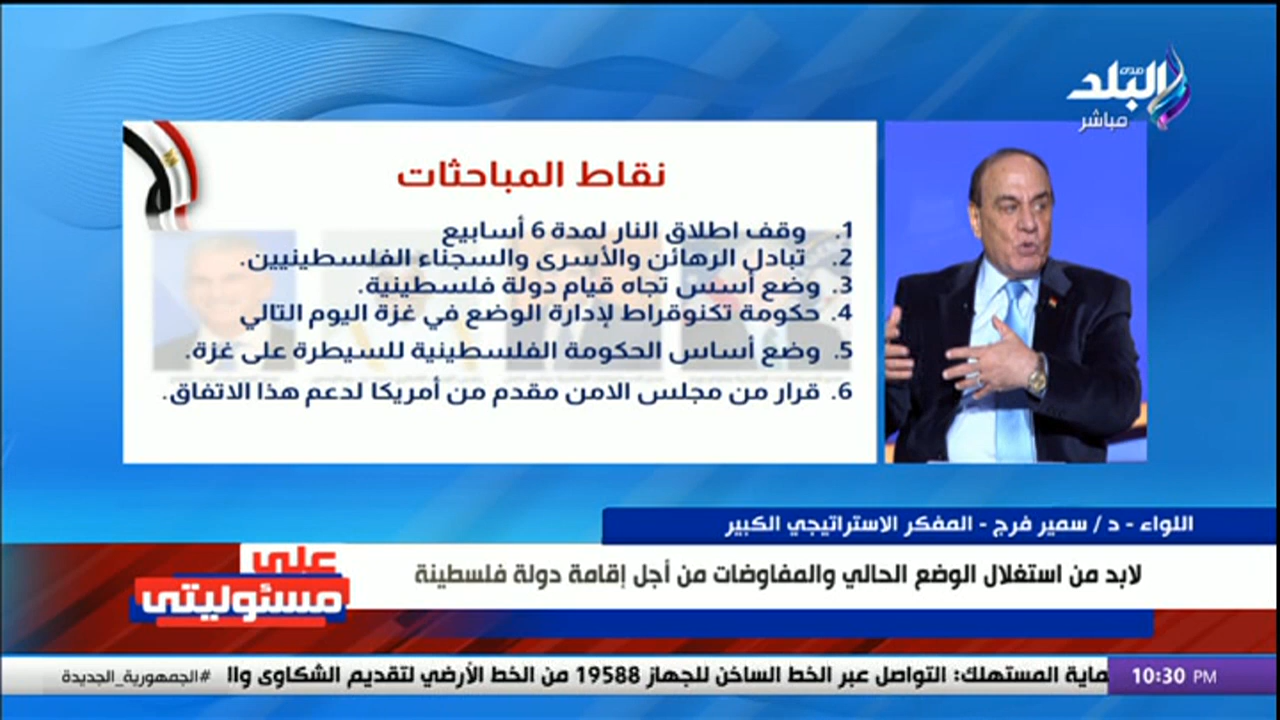 صدى
البلد
مباشر
نقاط المباحثات
1. وقف اطلاق النار لمدة 6 أسابيع
2. تبادل الرهائن والأسرى والسجناء الفلسطينيين.
3. وضع أسس تجاه قيام دولة فلسطينية.
4. حكومة تكنوقراط لإدارة الوضع في غزة اليوم التالي
5. وضع أساس الحكومة الفلسطينية للسيطرة على غزة.
6. قرار من مجلس الامن مقدم من أمريكا لدعم هذا الاتفاق.
اللواء - د / سمير فرج - المفكر الاستراتيجي الكبير
لابد من استغلال الوضع الحالي والمفاوضات من أجل إقامة دولة فلسطينة
على
مسئوليتى
10:30 PM
ماية المستهلك: التواصل عبر الخط الساخن للجهاز 19588 من الخط الأرضي لتقديم الشكاوى وال
#الجمهورية_الجديدة